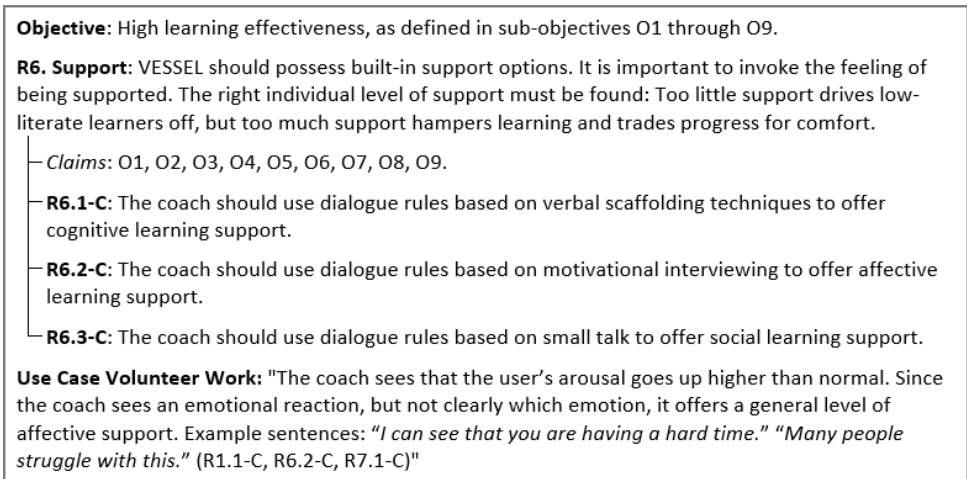 Objective: High learning effectiveness, as defined in sub-objectives O1 through O9.
R6. Support: VESSEL should possess built-in support options. It is important to invoke the feeling of
being supported. The right individual level of support must be found: Too little support drives low-
literate learners off, but too much support hampers learning and trades progress for comfort.
Claims: O1, O2, O3, O4, O5, O6, O7, O8, O9.
R6.1-C: The coach should use dialogue rules based on verbal scaffolding techniques to offer
cognitive learning support.
R6.2-C: The coach should use dialogue rules based on motivational interviewing to offer affective
learning support.
R6.3-C: The coach should use dialogue rules based on small talk to offer social learning support.
Use Case Volunteer Work: "The coach sees that the user’s arousal goes up higher than normal. Since
the coach sees an emotional reaction, but not clearly which emotion, it offers a general level of
affective support. Example sentences: “I can see that you are having a hard time.” “Many people
struggle with this.” (R1.1-C, R6.2-C, R7.1-C)"